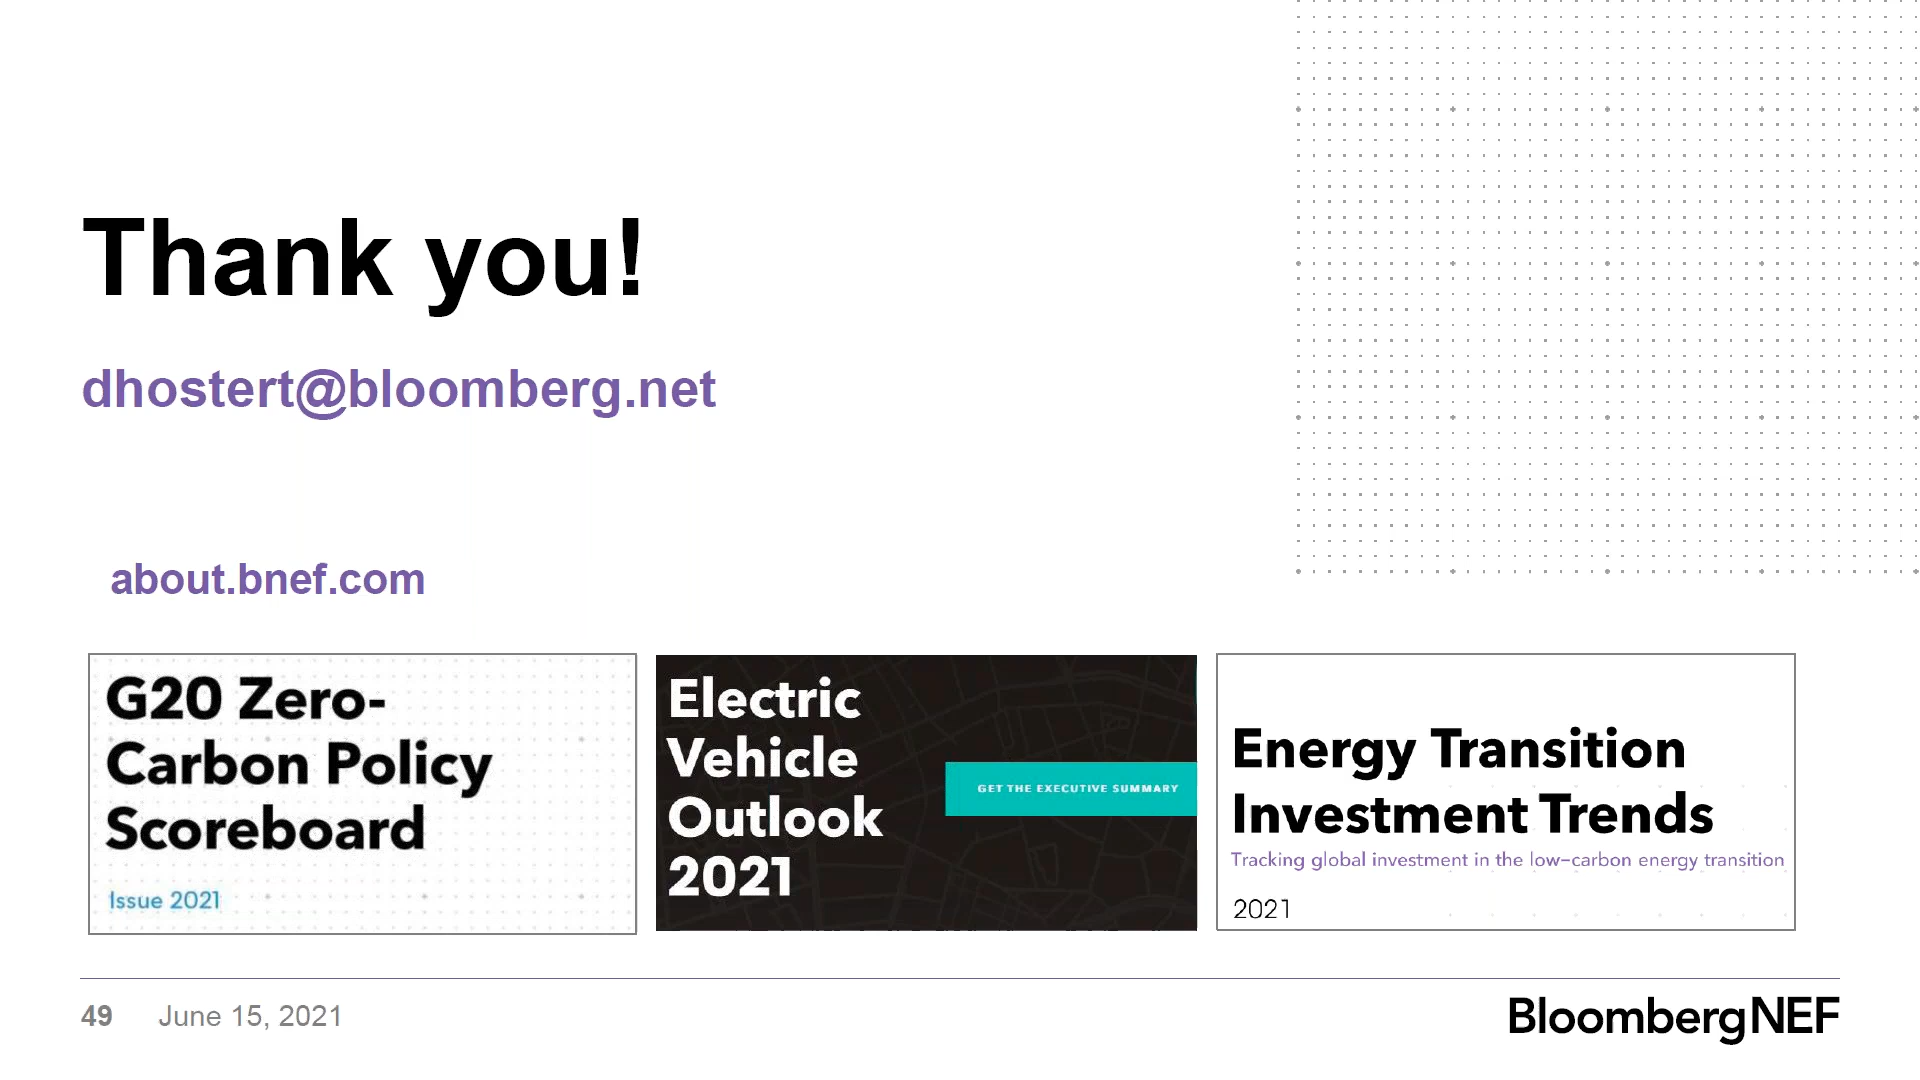 Thank you!
dhostert@bloomberg.net
about.bnef.com
G20 Zero-
Carbon Policy
Scoreboard
Issue 2021
Electric
Vehicle
Outlook
2021
GET THE EXECUTIVE SUMMARY
Energy Transition
Investment Trends
Tracking global investment in the low-carbon energy transition
2021
49 June 15, 2021
BloombergNEF